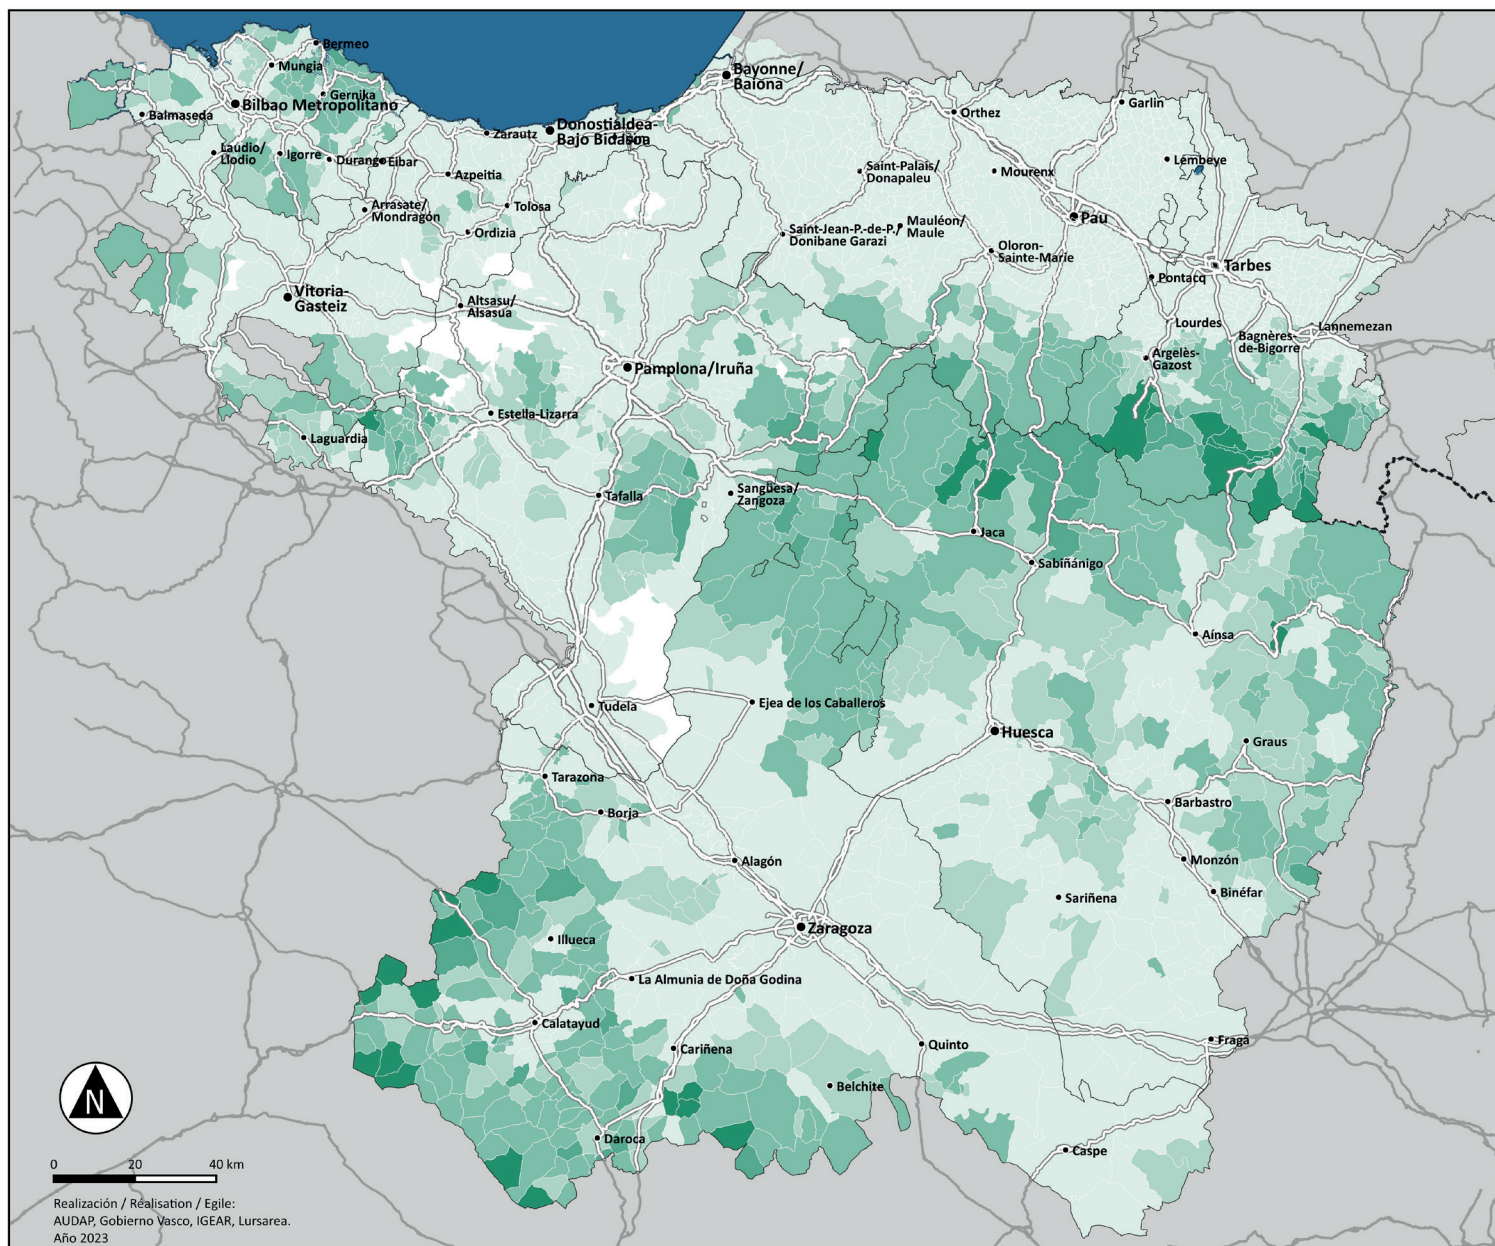 Bermeo
Mungia
Bayonne/
Baiona
Gernika
Bilbao Metropolitano
Garlin
Balmaseda
Orthez
Zarautz
Donostialdea-
Bajo Bidasoa
Laudio/
Llodio
Igorre
Durango
Eibar
Lembeye
Saint-Palais/
Donapaleu
Mourenx
Azpeitia
Arrasate/
Mondragón
Tolosa
Pau
Ordizia
Saint-Jean-P.-de-P./
Donibane Garazi
Mauléon/
Maule
Oloron-
Sainte-Marie
Tarbes
Pontacq
Vitoria-
Gasteiz
Altsasu/
Alsasua
Lourdes
Lannemezan
Bagnères-
de-Bigorre
Argelès-
Gazost
Pamplona/Iruña
Estella-Lizarra
Laguardia
Tafalla
Sangüesa/
Zangoza
Jaca
Sabiñánigo
Aínsa
Tudela
Ejea de los Caballeros
Huesca
Graus
Tarazona
Borja
Barbastro
Alagón
Monzón
Binéfar
Sariñena
Zaragoza
Illueca
La Almunia de Doña Godina
Calatayud
Cariñena
Quinto
Fraga
Belchite
N
Daroca
Caspe
0 20 40 km
Realización / Réalisation / Egile:
AUDAP, Gobierno Vasco, IGEAR, Lursarea.
Año 2023